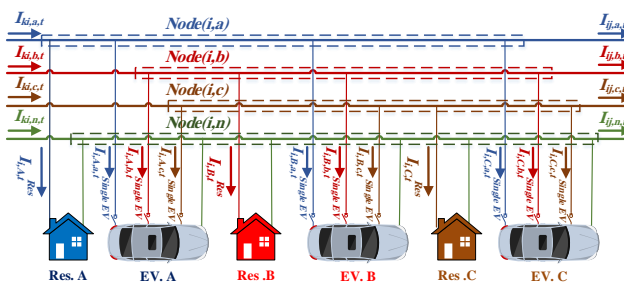 I_{ki,a,t} Node(i,a) I_{ij,a,t}
I_{ki,b,t} Node(i,b) I_{ij,b,t}
I_{ki,c,t} Node(i,c) I_{ij,c,t}
I_{ki,n,t} Node(i,n) I_{ij,n,t}
I_{i,A,t}^{Res} I_{i,A,a,t}^{Single EV} I_{i,A,b,t}^{Single EV} I_{i,A,c,t}^{Single EV} I_{i,B,t}^{Res} I_{i,B,a,t}^{Single EV} I_{i,B,b,t}^{Single EV} I_{i,B,c,t}^{Single EV} I_{i,C,t}^{Res} I_{i,C,a,t}^{Single EV} I_{i,C,b,t}^{Single EV} I_{i,C,c,t}^{Single EV}
Res. A EV. A Res .B EV. B Res .C EV. C